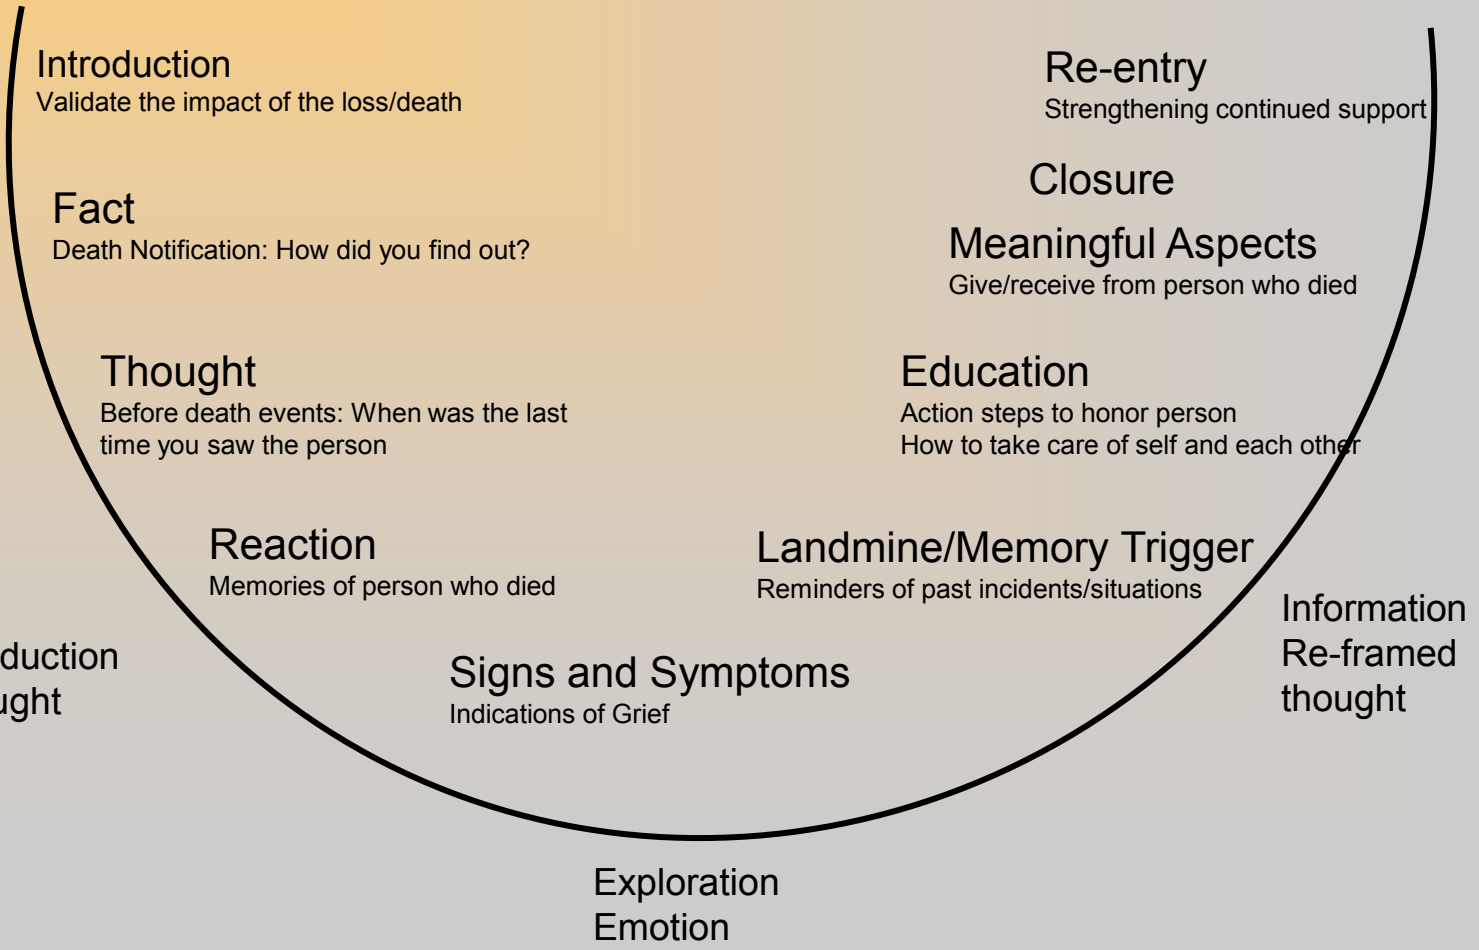 Introduction
Validate the impact of the loss/death
Fact
Death Notification: How did you find out?
Thought
Before death events: When was the last
time you saw the person
Reaction
Memories of person who died
Signs and Symptoms
Indications of Grief
Landmine/Memory Trigger
Reminders of past incidents/situations
Education
Action steps to honor person
How to take care of self and each other
Meaningful Aspects
Give/receive from person who died
Closure
Re-entry
Strengthening continued support
duction
ught
Exploration
Emotion
Information
Re-framed
thought